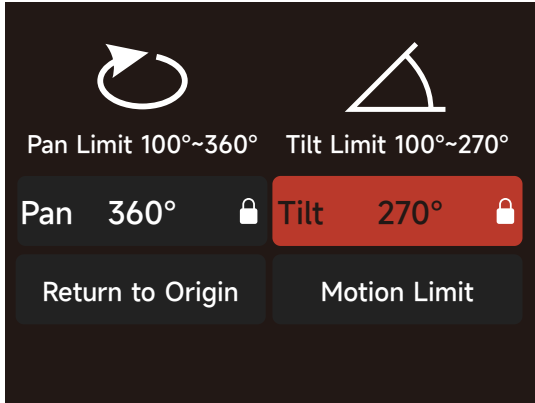 Pan Limit 100°~360° Tilt Limit 100°~270°
Pan 360° Tilt 270°
Return to Origin Motion Limit